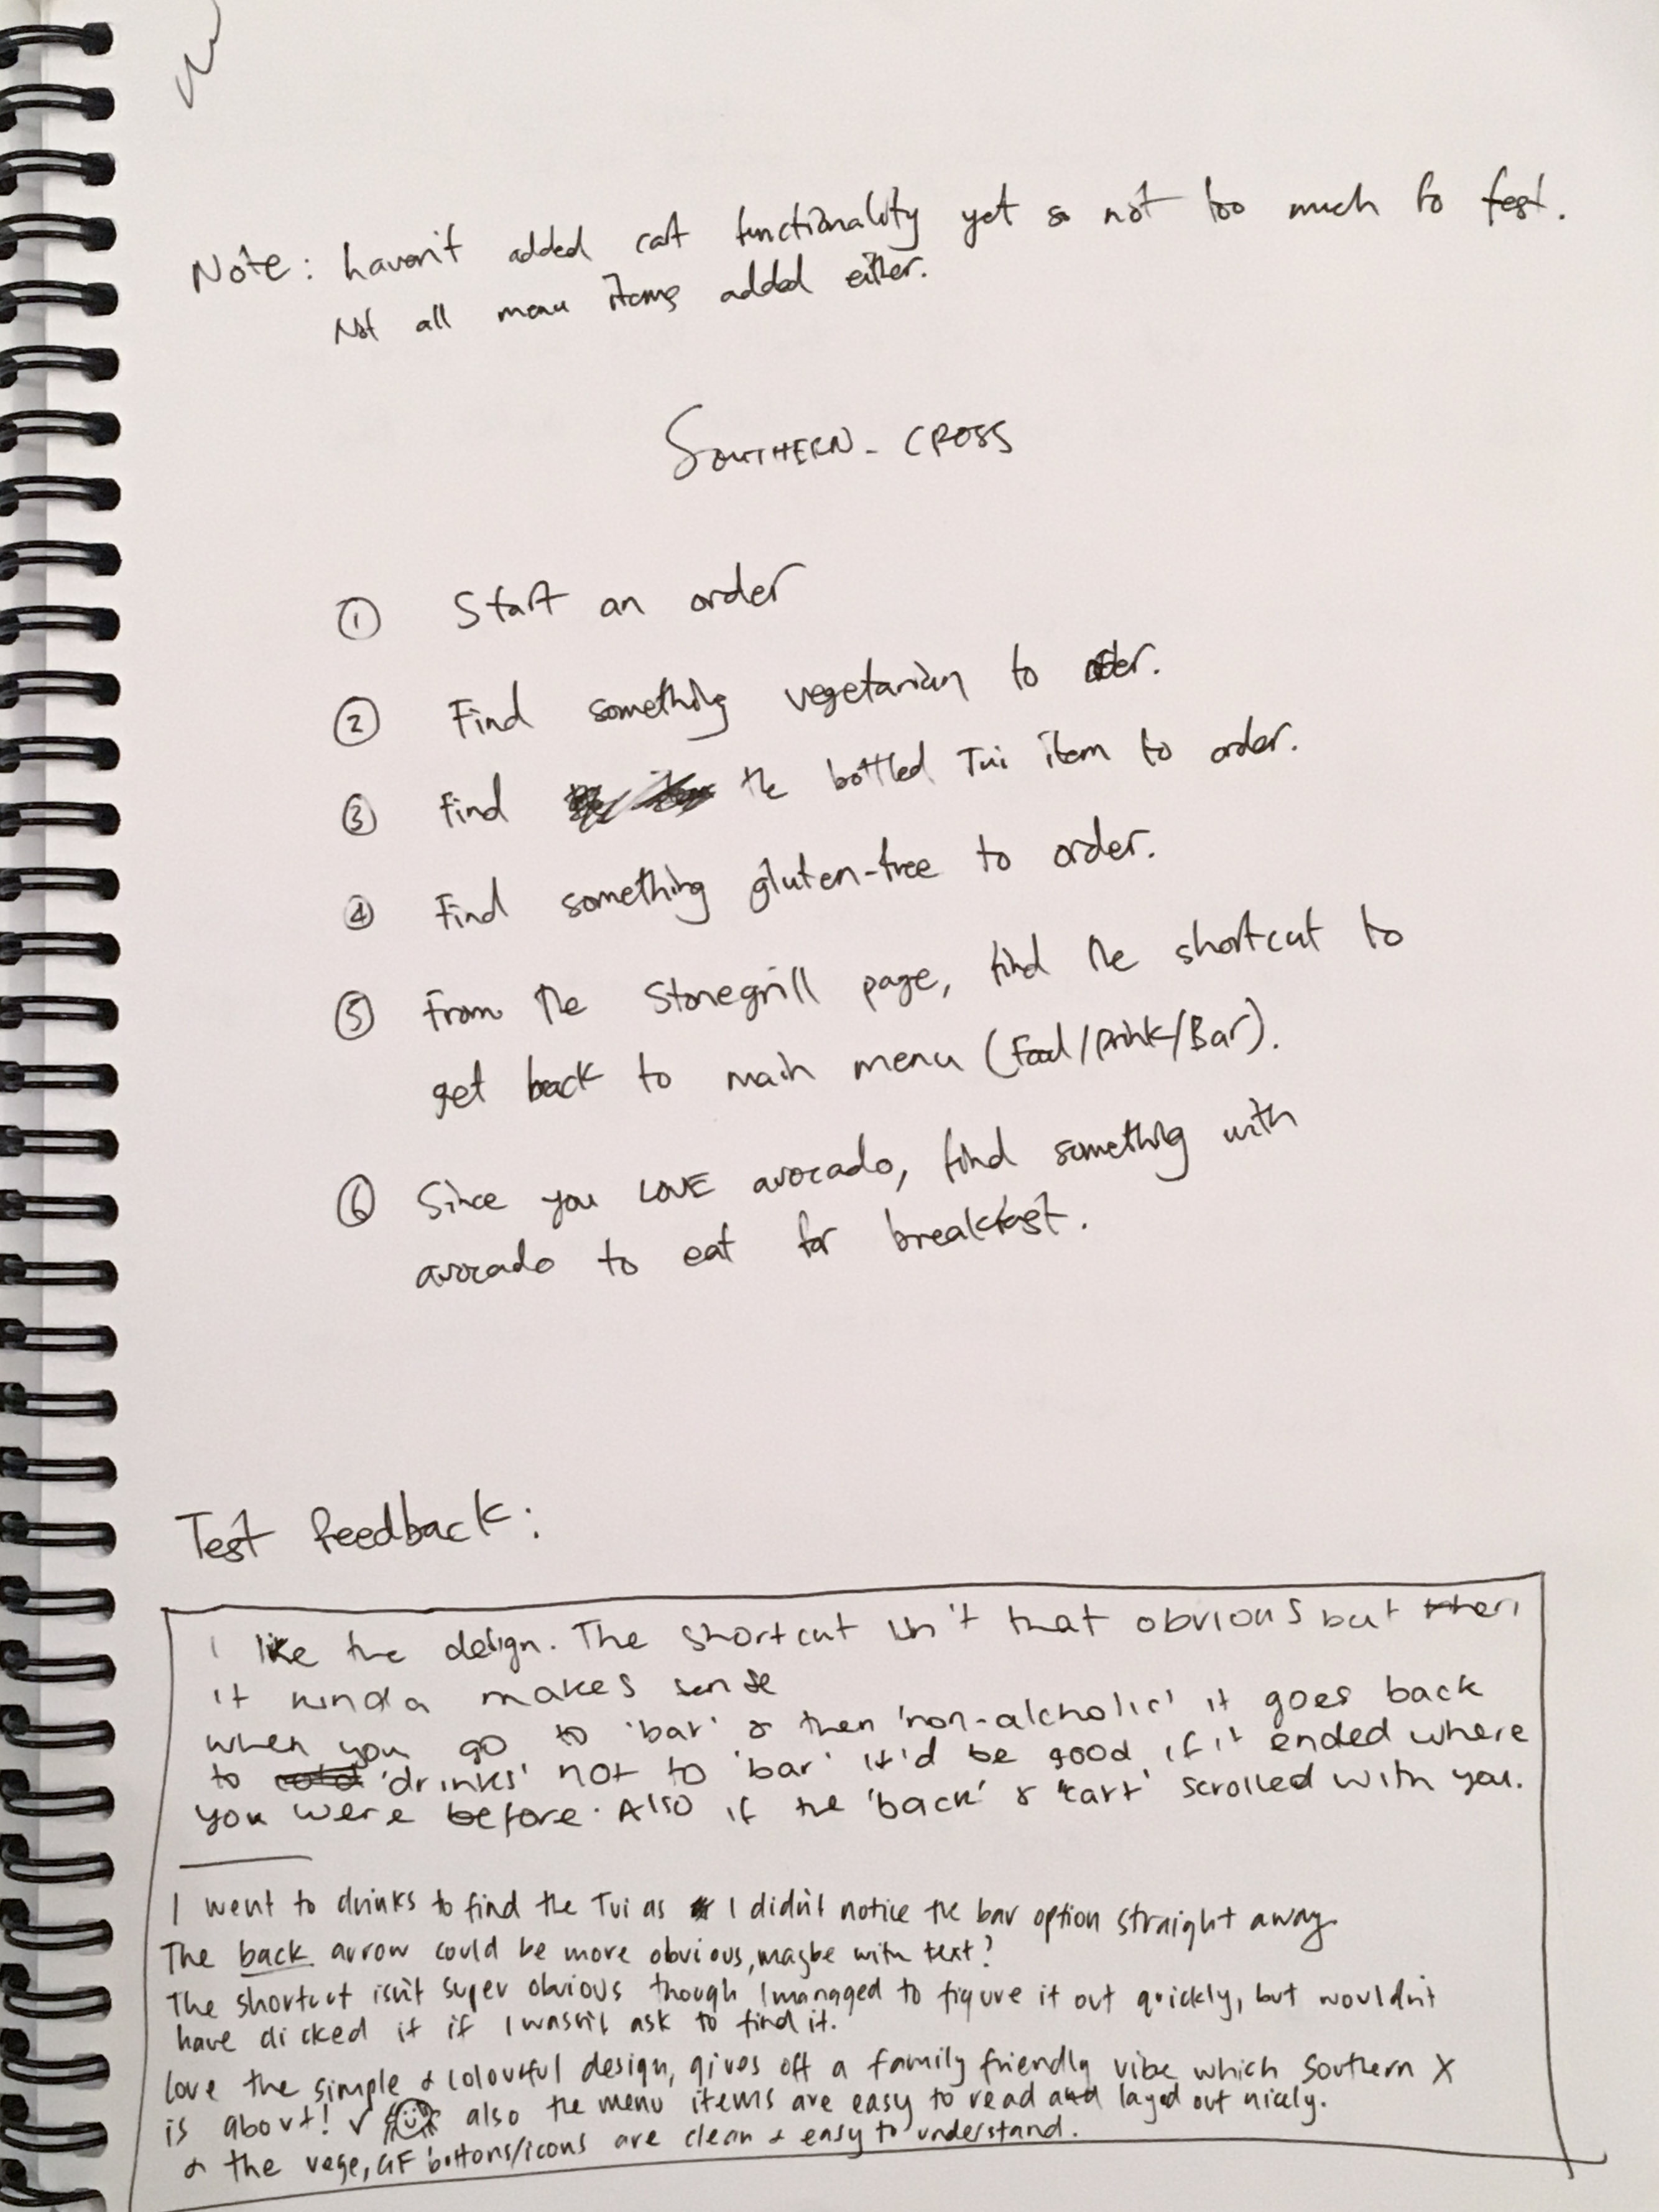 Note: haven't added cart functionality yet so not too much to test.
Not all menu items added either.
SOUTHERN - CROSS
① Start an order
② Find something vegetarian to order.
③ Find the bottled Tui item to order.
④ Find something gluten-free to order.
⑤ From the Stonegrill page, find the shortcut to
get back to main menu (Food/Drink/Bar).
⑥ Since you LOVE avocado, find something with
avocado to eat for breakfast.
Test feedback:
I like the design. The shortcut isn't that obvious but then
it kinda makes sense
when you go to 'bar' & then 'non-alcholic' it goes back
to 'drinks' not to 'bar' it'd be good if it ended where
you were before. Also if the 'back' & 'cart' scrolled with you.
I went to drinks to find the Tui as I didn't notice the bar option straight away.
The back arrow could be more obvious, maybe with text?
The shortcut isn't super obvious though I managed to figure it out quickly, but wouldn't
have clicked it if I wasn't ask to find it.
Love the simple & colourful design, gives off a family friendly vibe which Southern X
is about! ✓ also the menu items are easy to read and layed out nicely.
& the vege, GF buttons/icons are clean & easy to understand.